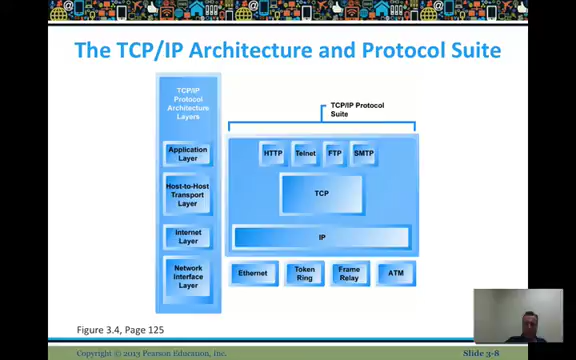 The TCP/IP Architecture and Protocol Suite
TCP/IP
Protocol
Architecture
Layers
TCP/IP Protocol
Suite
Application
Layer
HTTP Telnet FTP SMTP
Host-to-Host
Transport
Layer
TCP
Internet
Layer
IP
Network
Interface
Layer
Ethernet
Token
Ring
Frame
Relay
ATM
Figure 3.4, Page 125
Copyright © 2013 Pearson Education, Inc.
Slide 3-8